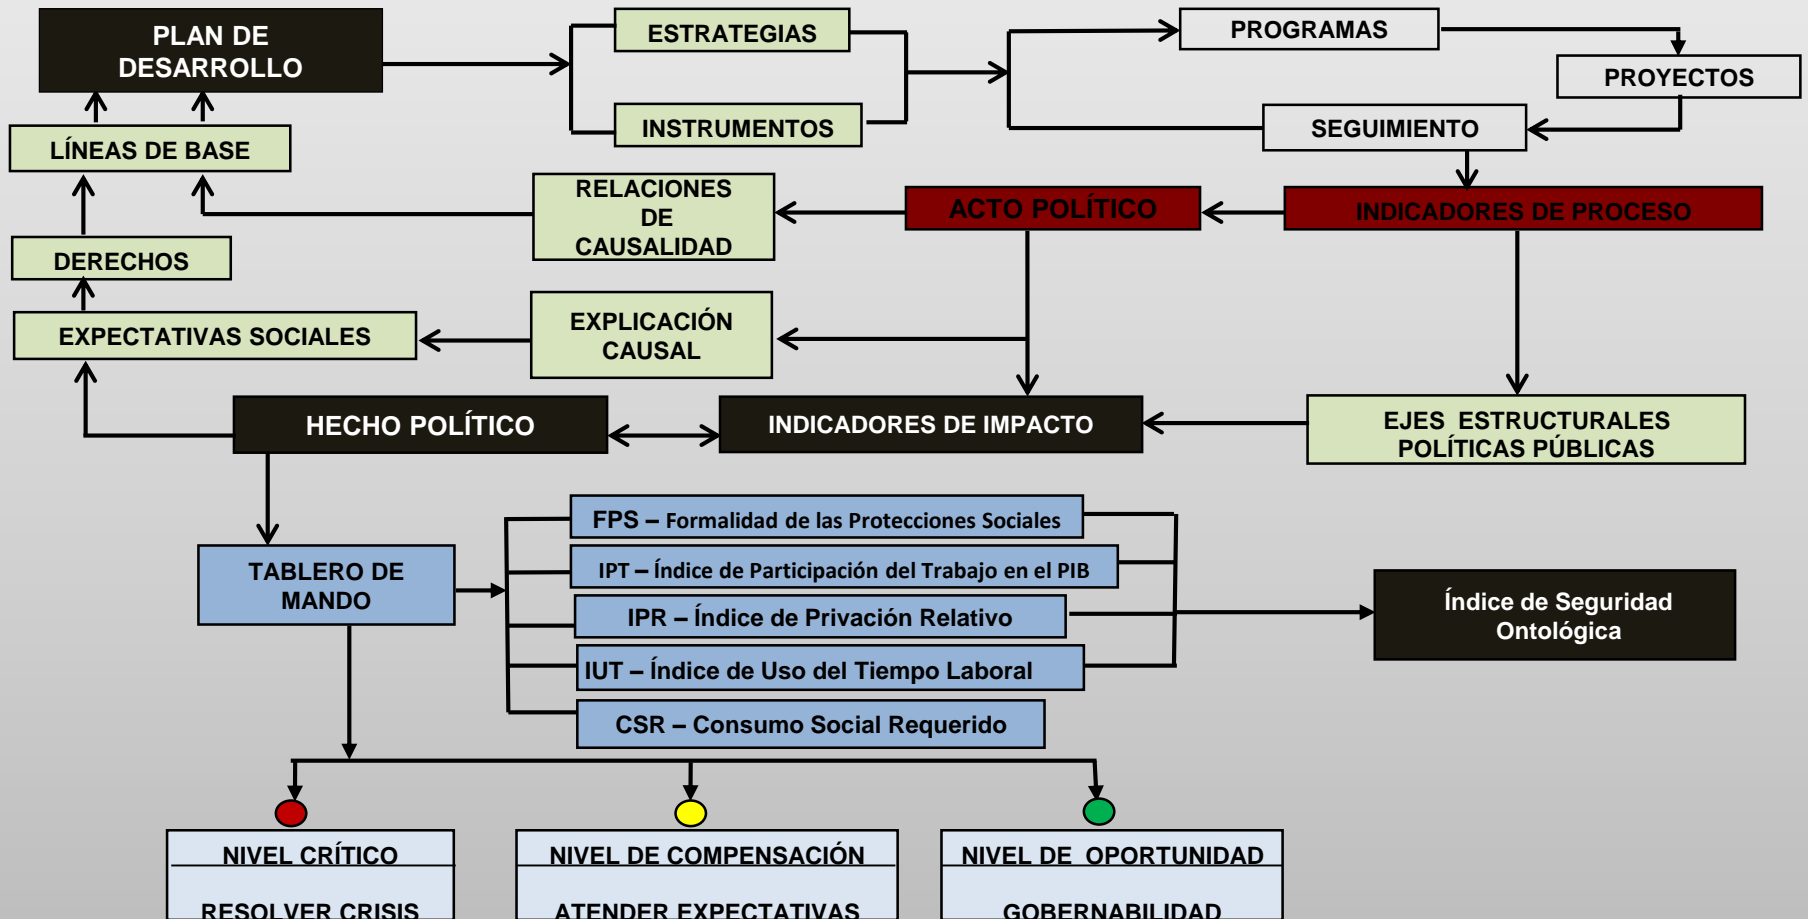 PLAN DE
DESARROLLO
ESTRATEGIAS
INSTRUMENTOS
PROGRAMAS
PROYECTOS
SEGUIMIENTO
LÍNEAS DE BASE
RELACIONES
DE
CAUSALIDAD
ACTO POLÍTICO
INDICADORES DE PROCESO
DERECHOS
EXPECTATIVAS SOCIALES
EXPLICACIÓN
CAUSAL
HECHO POLÍTICO
INDICADORES DE IMPACTO
EJES ESTRUCTURALES
POLÍTICAS PÚBLICAS
TABLERO DE
MANDO
FPS – Formalidad de las Protecciones Sociales
IPT – Índice de Participación del Trabajo en el PIB
IPR – Índice de Privación Relativo
IUT – Índice de Uso del Tiempo Laboral
CSR – Consumo Social Requerido
Índice de Seguridad
Ontológica
NIVEL CRÍTICO
RESOLVER CRISIS
NIVEL DE COMPENSACIÓN
ATENDER EXPECTATIVAS
NIVEL DE OPORTUNIDAD
GOBERNABILIDAD